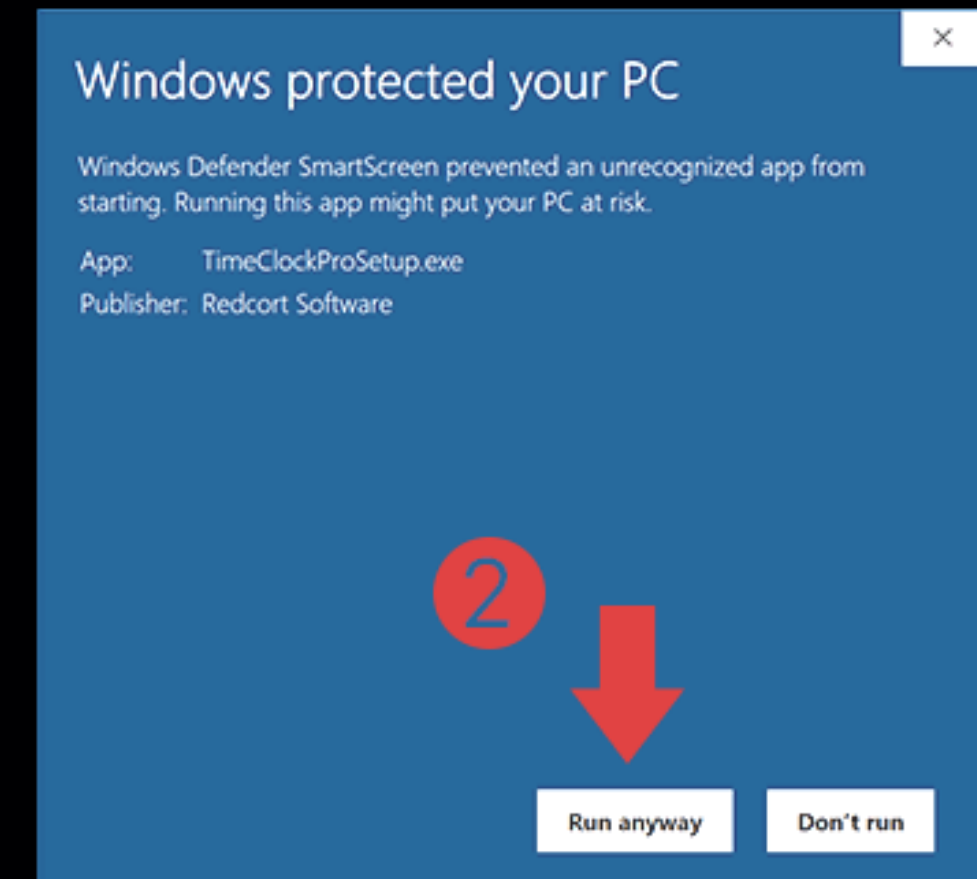 Windows protected your PC
Windows Defender SmartScreen prevented an unrecognized app from
starting. Running this app might put your PC at risk.
App: TimeClockProSetup.exe
Publisher: Redcort Software
2
Run anyway Don't run